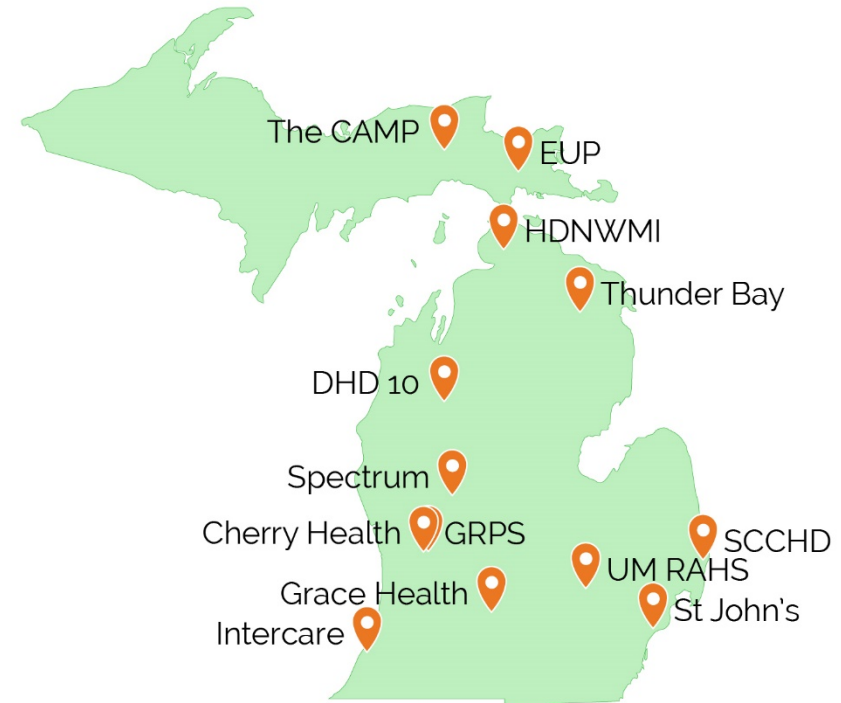 The CAMP
EUP
HDNWMI
Thunder Bay
DHD 10
Spectrum
Cherry Health
GRPS
SCCHD
UM RAHS
Grace Health
St John's
Intercare